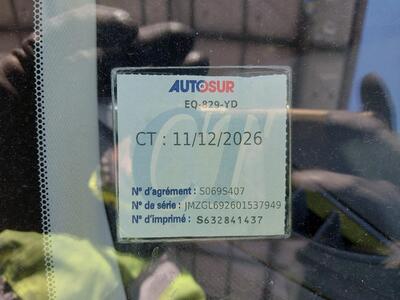 AUTOSUR
EQ-829-YD
CT : 11/12/2026
N° d'agrément : S069S407
N° de série : JMZGL692601537949
N° d'imprimé : S632841437